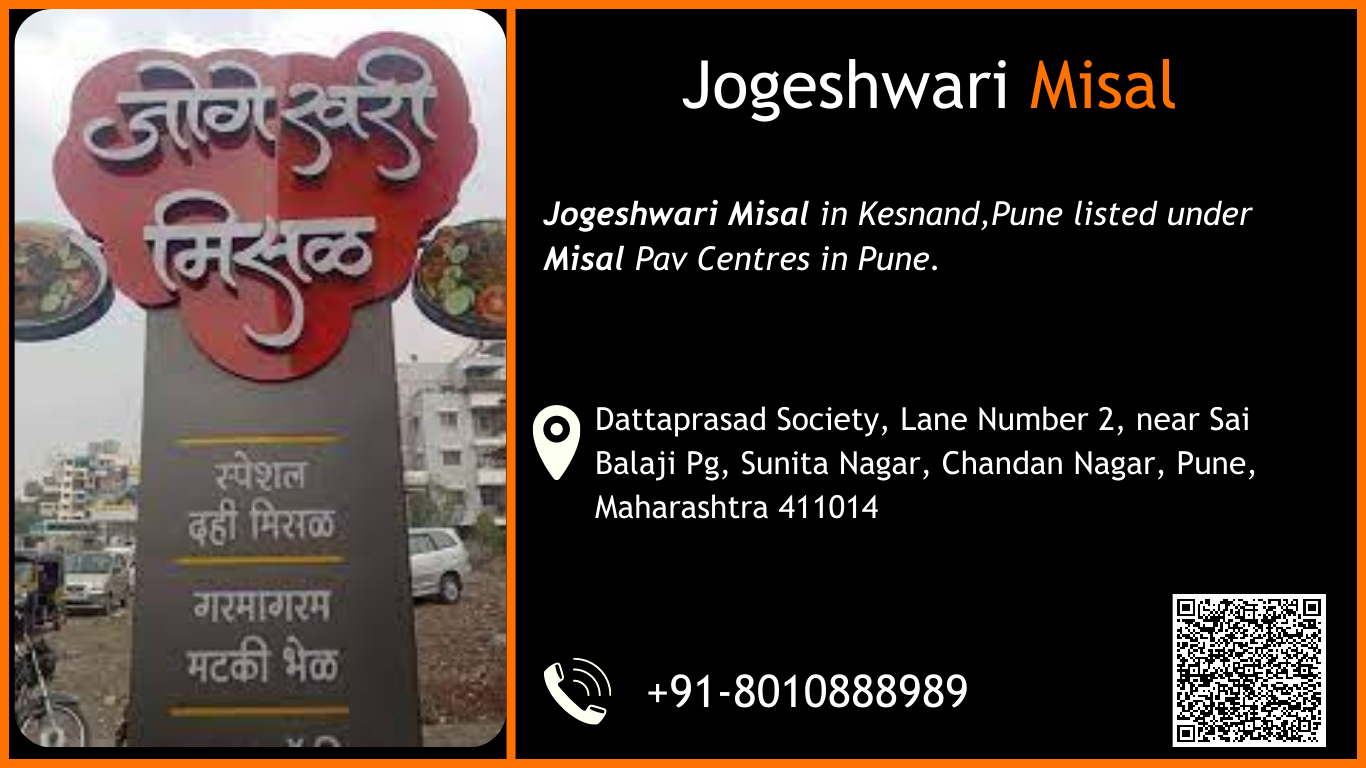 जोगेश्वरी
मिसळ
स्पेशल
दही मिसळ
गरमागरम
मटकी भेळ
Jogeshwari Misal
Jogeshwari Misal in Kesnand,Pune listed under
Misal Pav Centres in Pune.
Dattaprasad Society, Lane Number 2, near Sai
Balaji Pg, Sunita Nagar, Chandan Nagar, Pune,
Maharashtra 411014
+91-8010888989